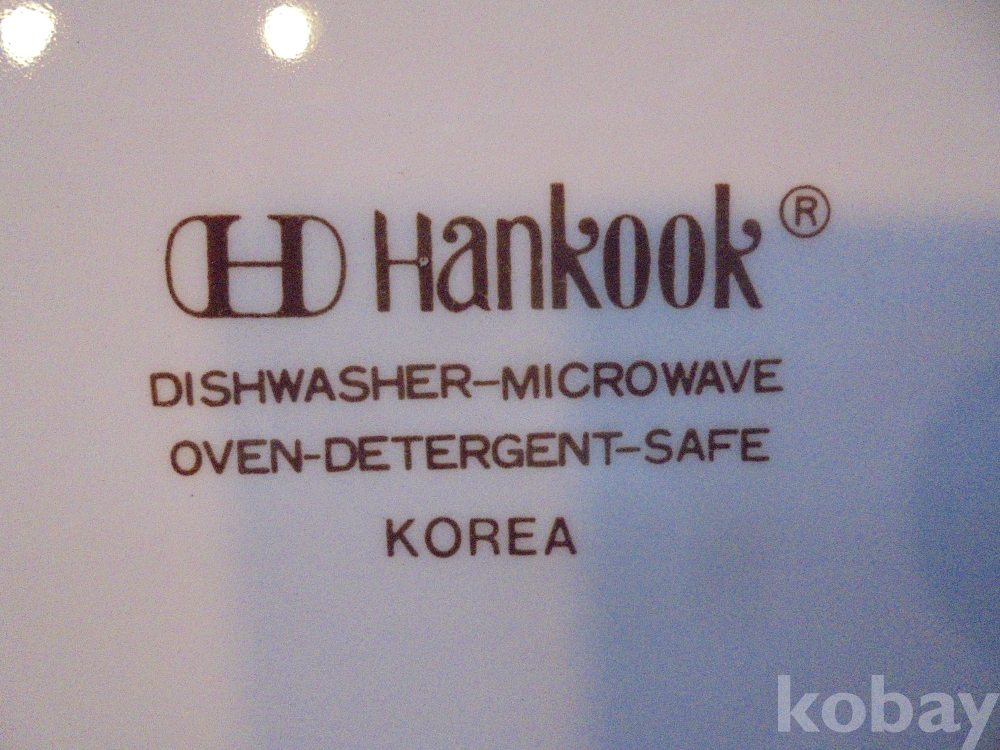 H Hankook ®
DISHWASHER-MICROWAVE
OVEN-DETERGENT-SAFE
KOREA
kobay